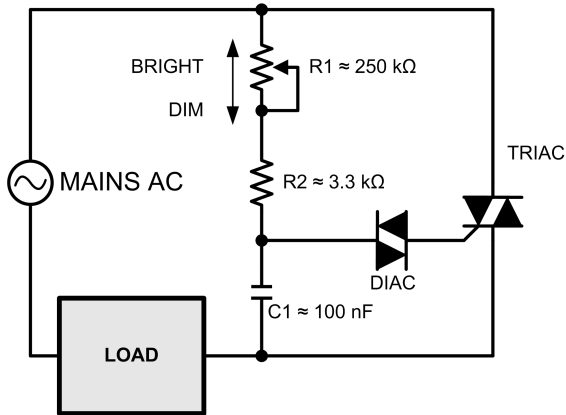 BRIGHT
R1 ≈ 250 kΩ
DIM
TRIAC
MAINS AC
R2 ≈ 3.3 kΩ
DIAC
C1 ≈ 100 nF
LOAD